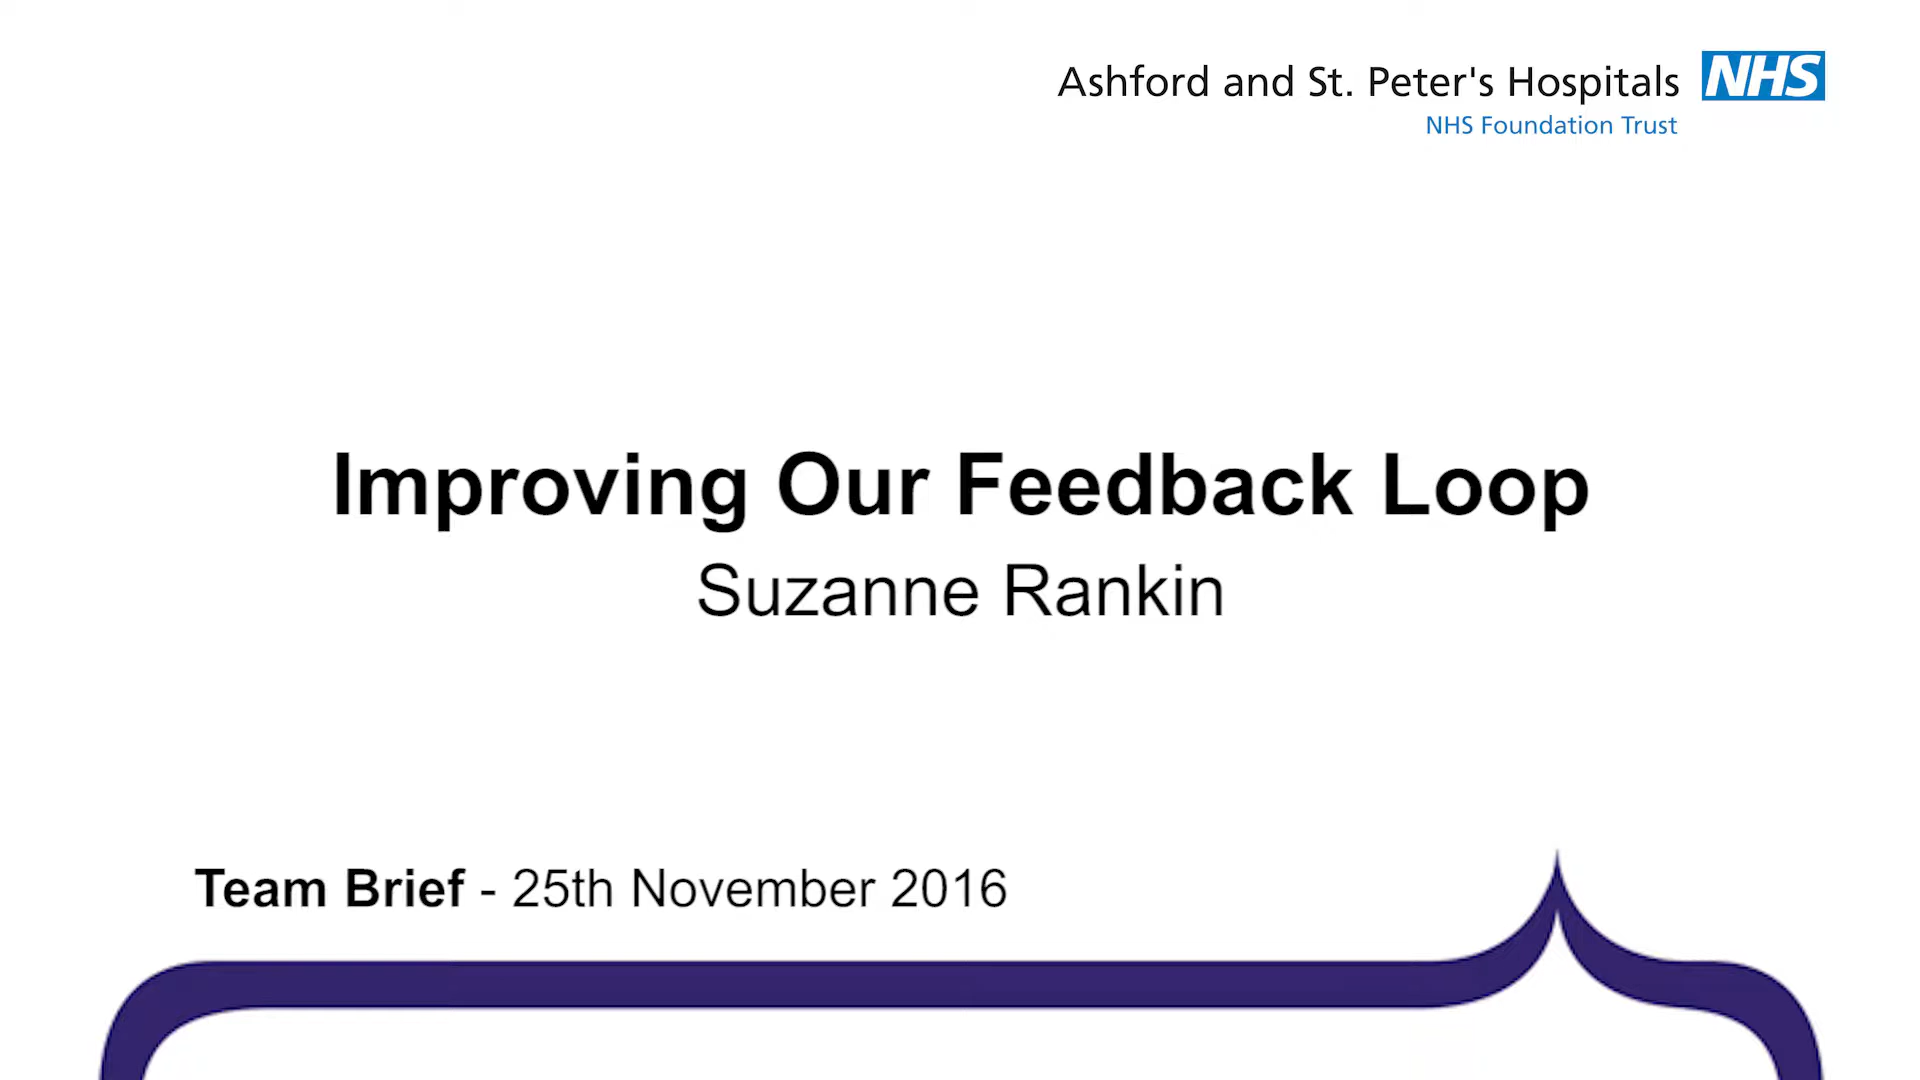 Ashford and St. Peter's Hospitals NHS
NHS Foundation Trust
Improving Our Feedback Loop
Suzanne Rankin
Team Brief - 25th November 2016